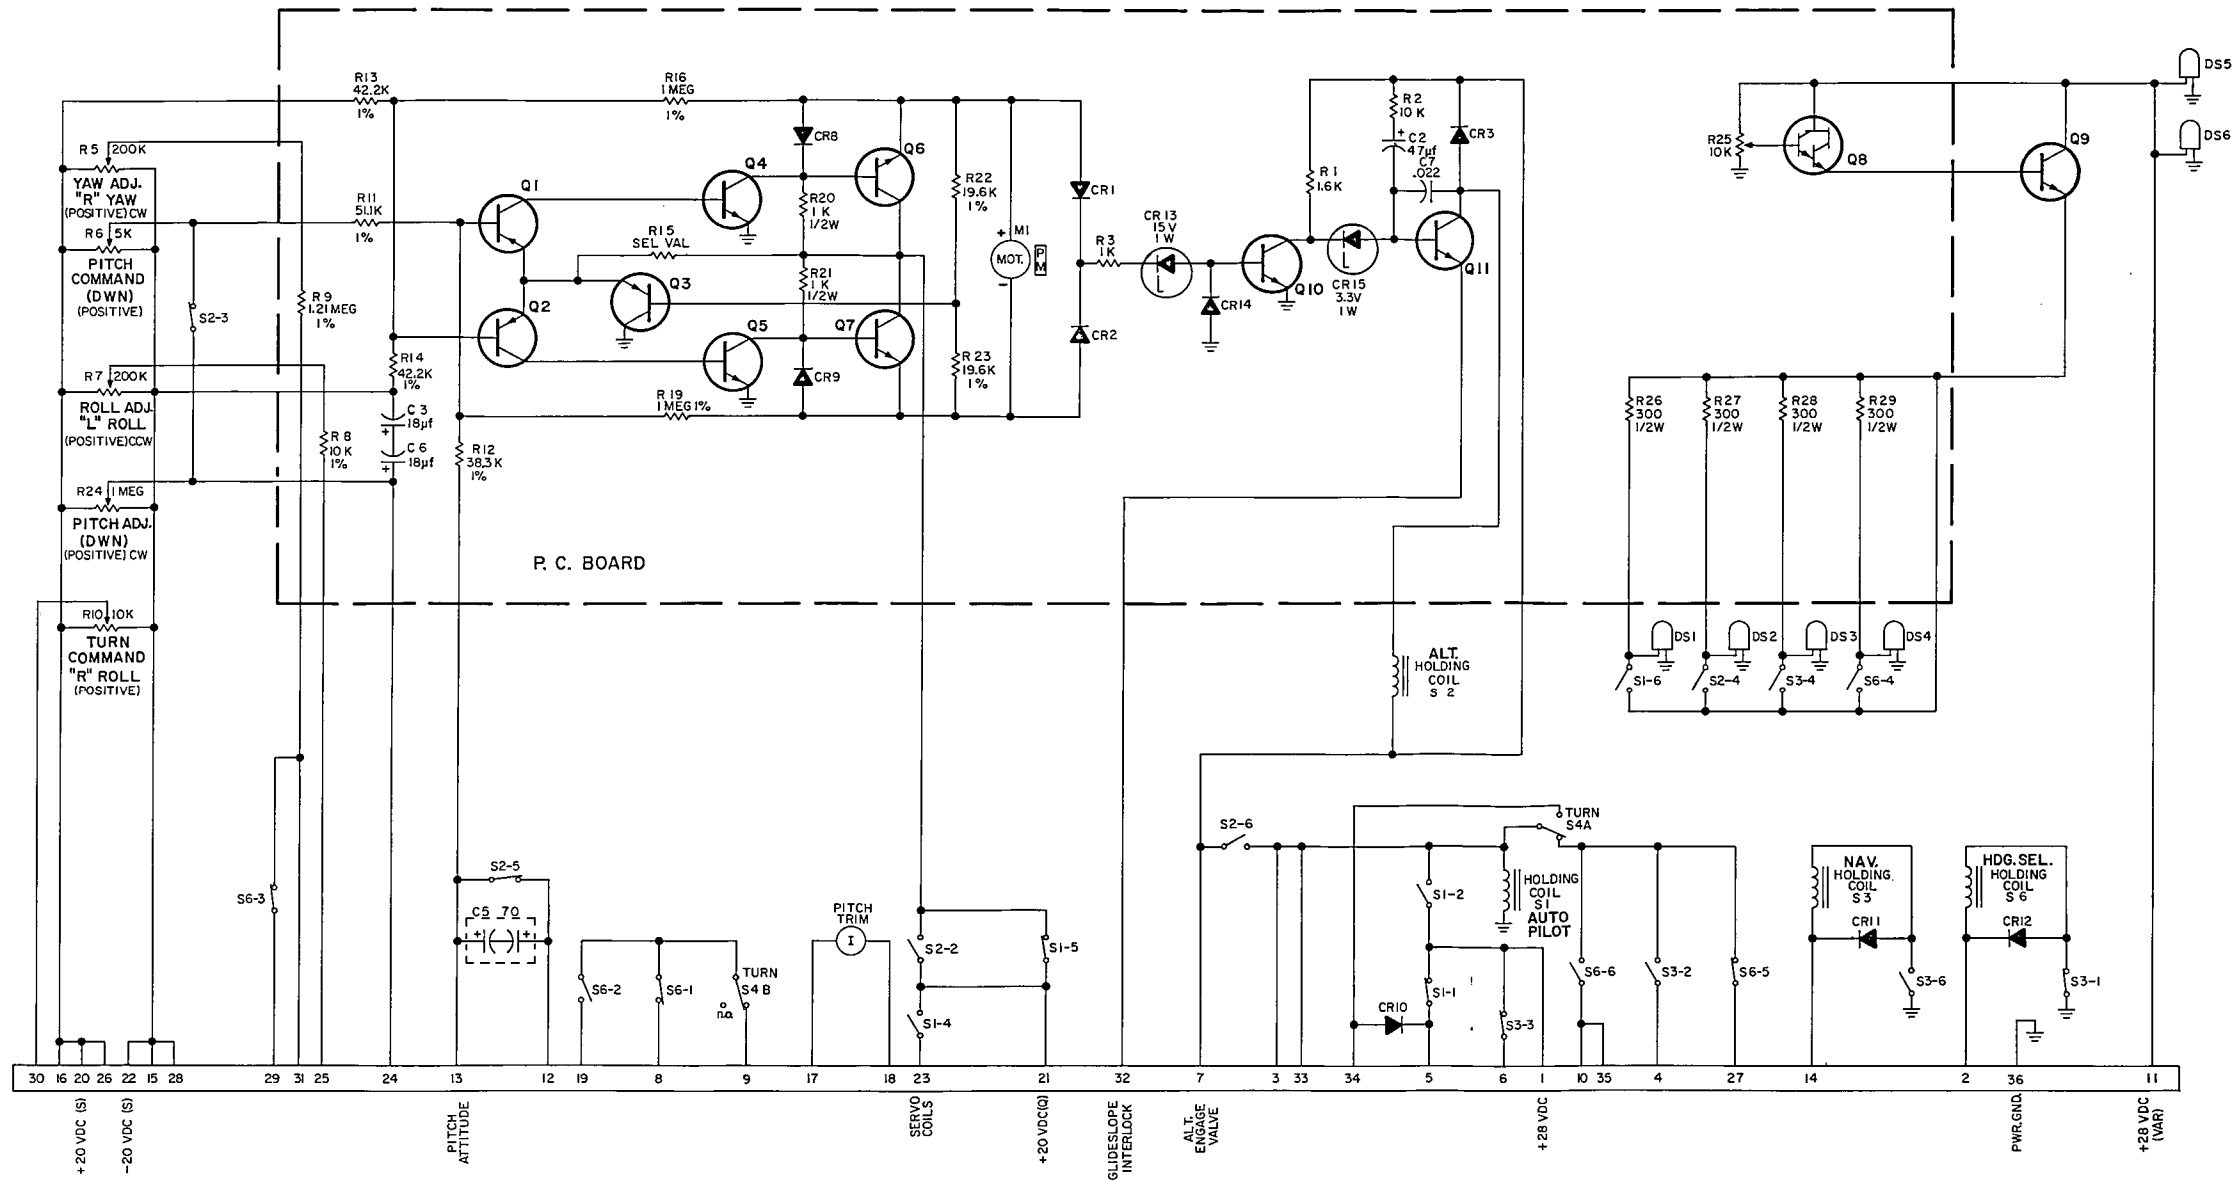 R13
42.2K
1%
R16
1 MEG
1%
R5 200K
YAW ADJ.
"R" YAW
(POSITIVE) CW
R6 5K
PITCH
COMMAND
(DWN)
(POSITIVE)
R7 200K
ROLL ADJ.
"L" ROLL
(POSITIVE)CCW
R24 1 MEG
PITCH ADJ.
(DWN)
(POSITIVE) CW
R10 10K
TURN
COMMAND
"R" ROLL
(POSITIVE)
S2-3
R9
1.21 MEG
1%
R8
10 K
1%
R11
51.1K
1%
R14
42.2K
1%
C3
18µf
+
C6
18µf
+
R12
38.3K
1%
Q1
Q2
Q3
Q4
Q5
Q6
Q7
R15
SEL VAL
CR8
R20
1 K
1/2W
R21
1 K
1/2W
CR9
R19
1 MEG 1%
R22
19.6K
1%
R23
19.6K
1%
+ M1
MOT.
PM
−
CR1
CR2
R3
1K
CR13
15V
1W
CR14
Q10
R1
1.6K
CR15
3.3V
1W
R2
10 K
+ C2
47µf
C7
.022
CR3
Q11
R25
10K
Q8
Q9
DS5
DS6
R26
300
1/2W
R27
300
1/2W
R28
300
1/2W
R29
300
1/2W
DS1
DS2
DS3
DS4
S1-6
S2-4
S3-4
S6-4
P. C. BOARD
ALT.
HOLDING
COIL
S2
S6-3
S2-5
C5 70
+ +
S6-2
S6-1
TURN
S4B
n.o.
PITCH
TRIM
I
S2-2
S1-5
S1-4
S2-6
TURN
S4A
S1-2
HOLDING
COIL
S1
AUTO
PILOT
S1-1
CR10
S3-3
S6-6
S3-2
S6-5
NAV.
HOLDING
COIL
S3
CR11
S3-6
HDG. SEL.
HOLDING
COIL
S6
CR12
S3-1
30 16 20 26 22 15 28 29 31 25 24 13 12 19 8 9 17 18 23 21 32 7 3 33 34 5 6 1 10 35 4 27 14 2 36 11
+20 VDC (S)
-20 VDC (S)
PITCH
ATTITUDE
SERVO
COILS
+20 VDC(Q)
GLIDESLOPE
INTERLOCK
ALT.
ENGAGE
VALVE
+28 VDC
PWR. GND.
+28 VDC
(VAR)